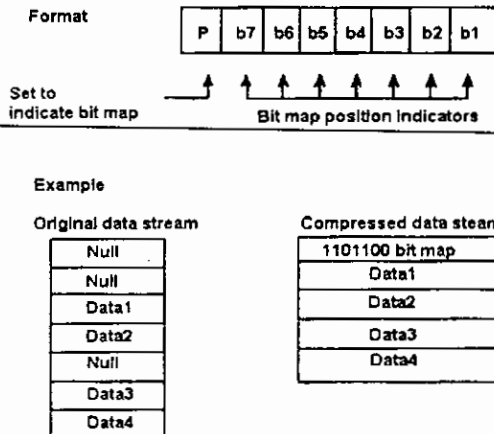 Format
P b7 b6 b5 b4 b3 b2 b1
Set to
indicate bit map
Bit map position indicators
Example
Original data stream
Null
Null
Data1
Data2
Null
Data3
Data4
Compressed data steam
1101100 bit map
Data1
Data2
Data3
Data4